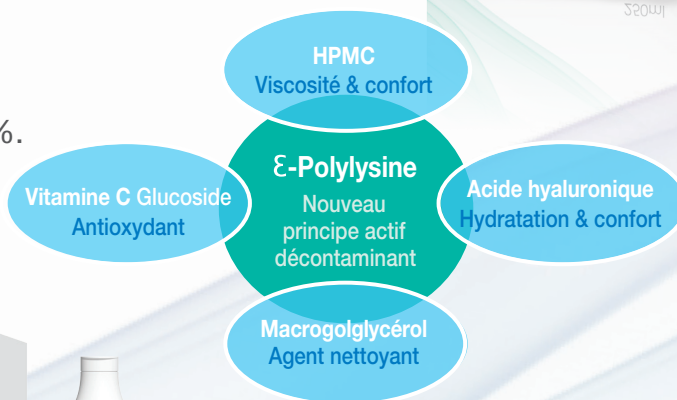 250ml
HPMC
Viscosité & confort
%.
Ɛ-Polylysine
Nouveau
principe actif
décontaminant
Vitamine C Glucoside
Antioxydant
Acide hyaluronique
Hydratation & confort
Macrogolglycérol
Agent nettoyant